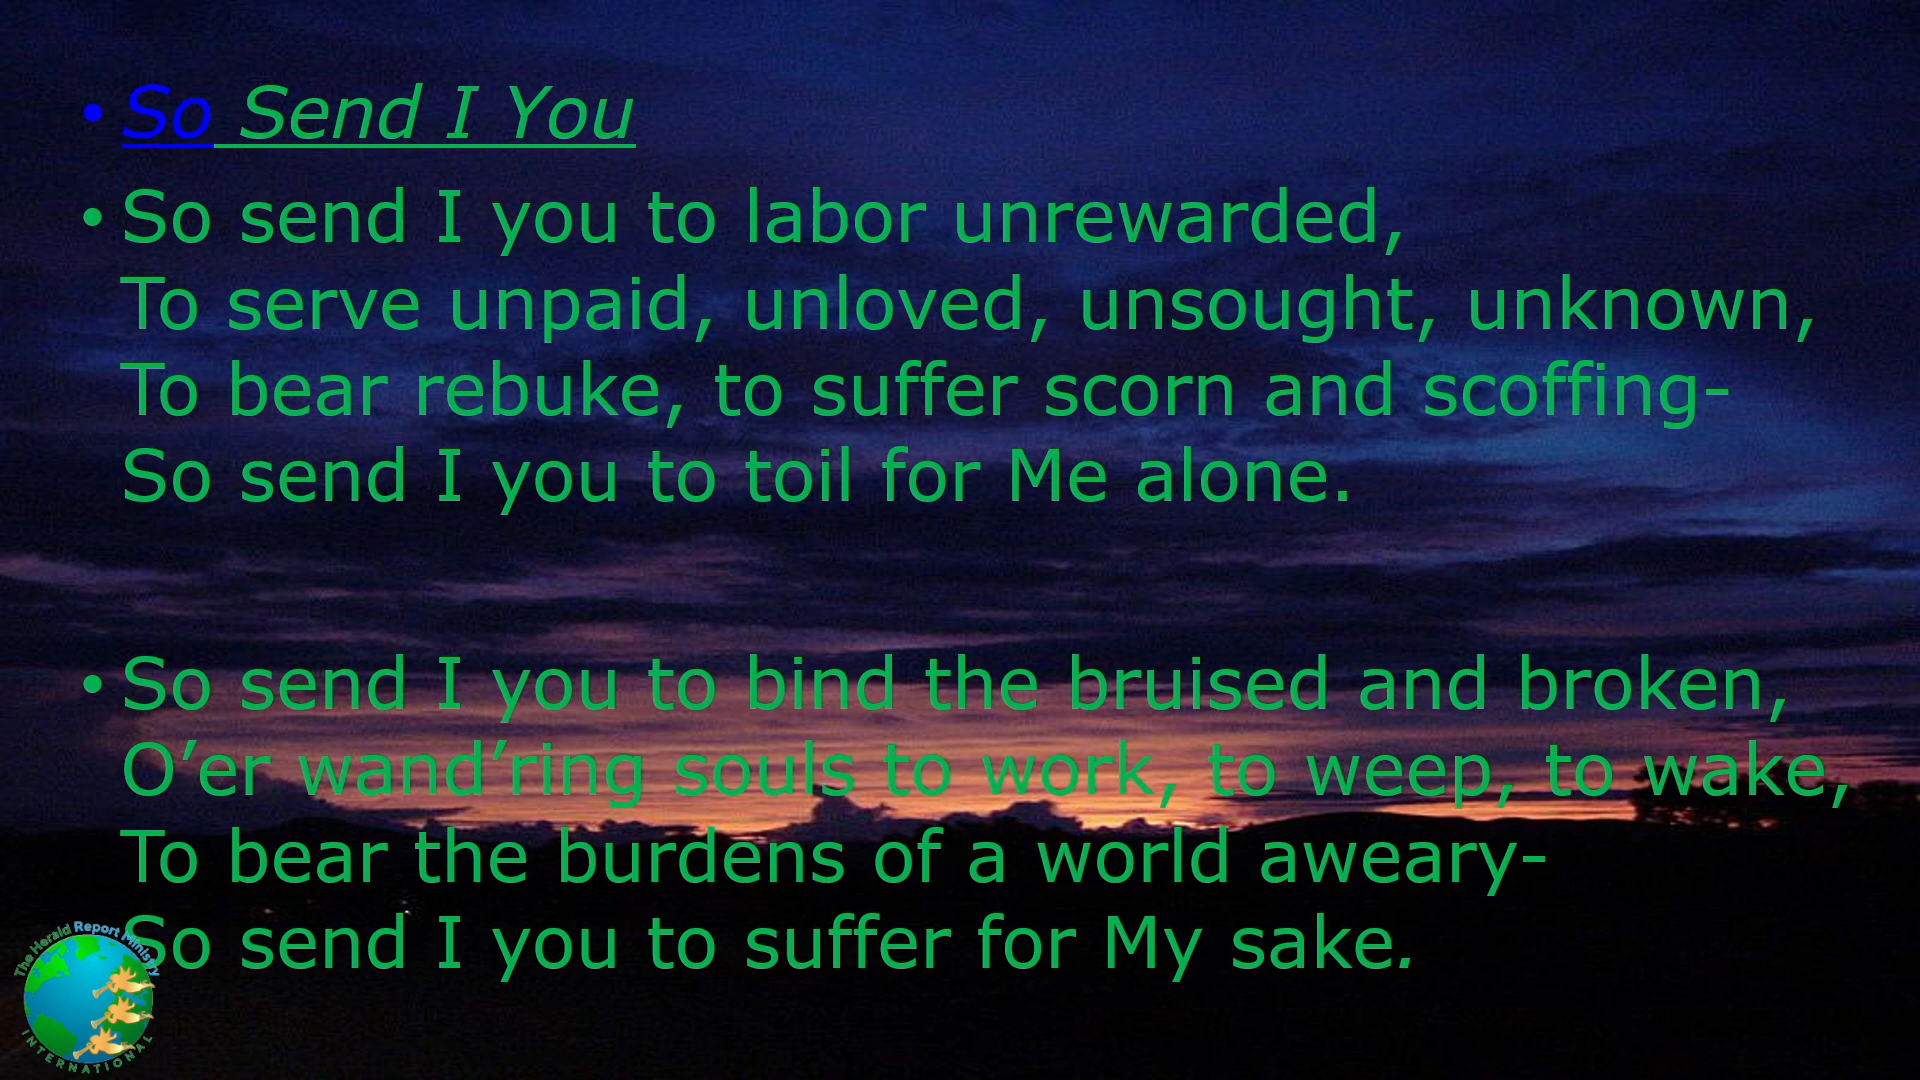 • So Send I You
• So send I you to labor unrewarded,
To serve unpaid, unloved, unsought, unknown,
To bear rebuke, to suffer scorn and scoffing-
So send I you to toil for Me alone.
• So send I you to bind the bruised and broken,
O’er wand’ring souls to work, to weep, to wake,
To bear the burdens of a world aweary-
So send I you to suffer for My sake.
The Herald Report Ministry
INTERNATIONAL